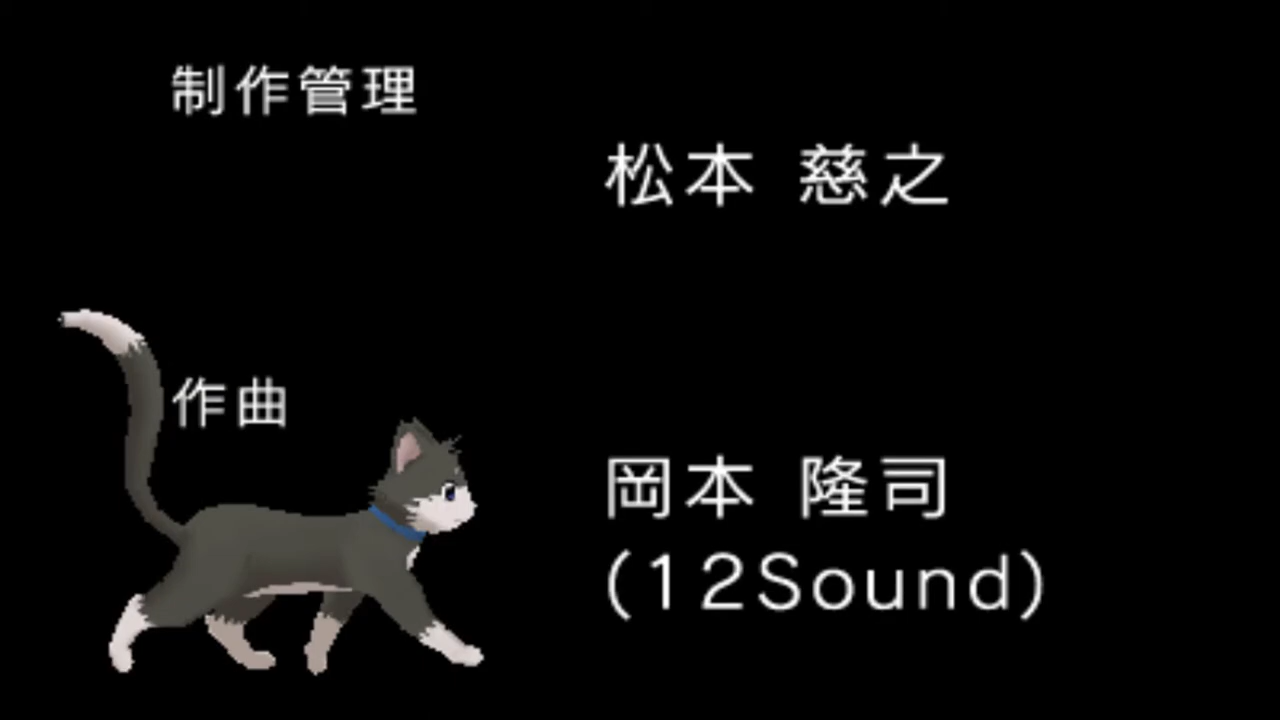 制作管理
松本 慈之
作曲
岡本 隆司
(12Sound)